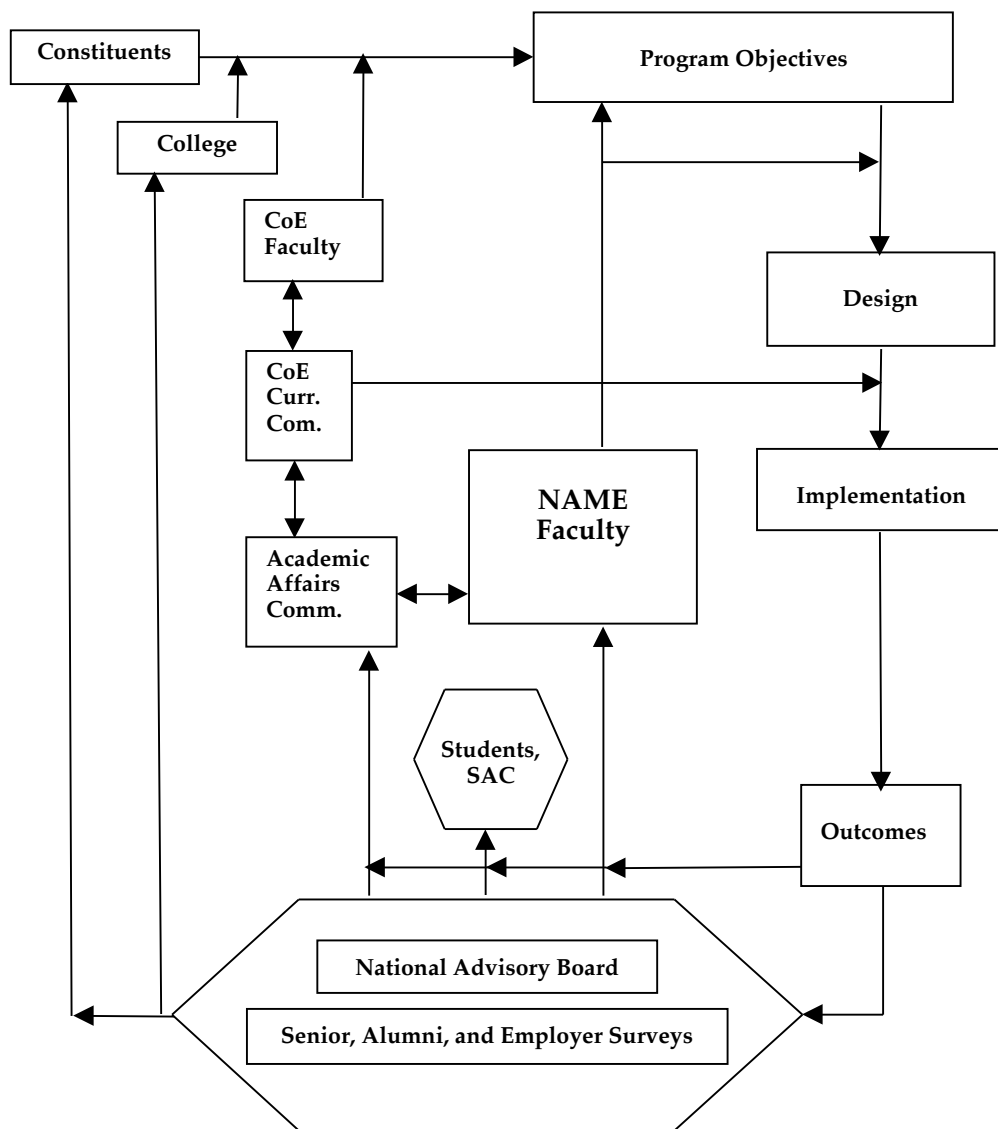 Constituents
Program Objectives
College
CoE
Faculty
Design
CoE
Curr.
Com.
NAME
Faculty
Implementation
Academic
Affairs
Comm.
Students,
SAC
Outcomes
National Advisory Board
Senior, Alumni, and Employer Surveys